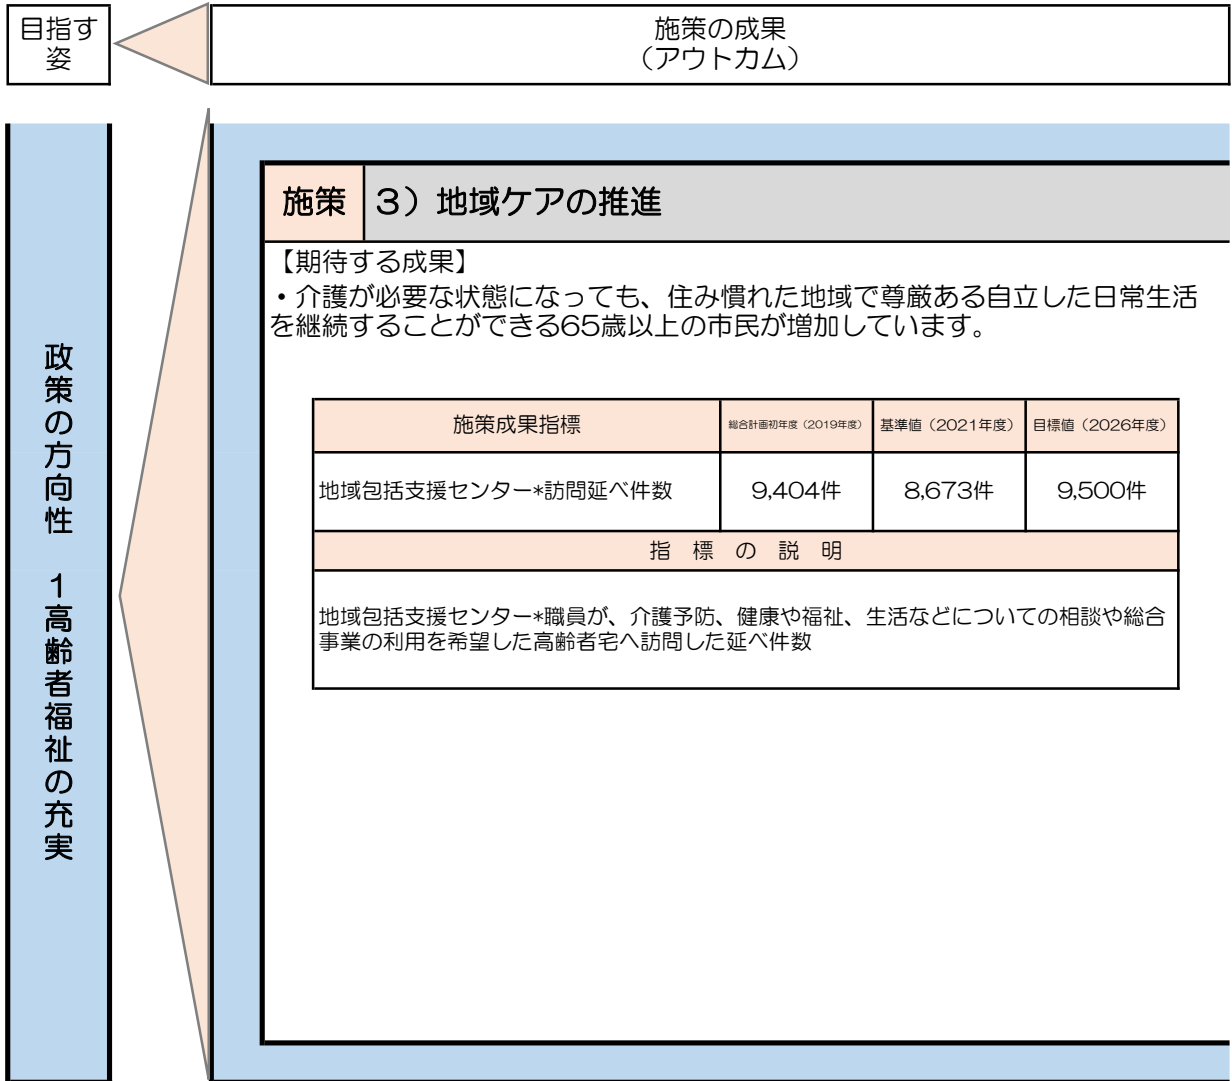 目指す
姿
施策の成果
（アウトカム）
政策の方向性　1高齢者福祉の充実
施策
3）地域ケアの推進
【期待する成果】
・介護が必要な状態になっても、住み慣れた地域で尊厳ある自立した日常生活
を継続することができる65歳以上の市民が増加しています。
施策成果指標
総合計画初年度（2019年度）
基準値（2021年度）
目標値（2026年度）
地域包括支援センター*訪問延べ件数
9,404件
8,673件
9,500件
指　標　の　説　明
地域包括支援センター*職員が、介護予防、健康や福祉、生活などについての相談や総合
事業の利用を希望した高齢者宅へ訪問した延べ件数